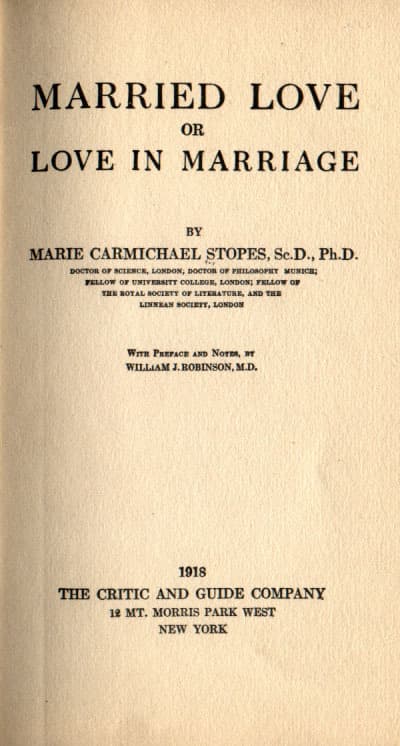 MARRIED LOVE
OR
LOVE IN MARRIAGE
BY
MARIE CARMICHAEL STOPES, Sc.D., Ph.D.
DOCTOR OF SCIENCE, LONDON; DOCTOR OF PHILOSOPHY MUNICH;
FELLOW OF UNIVERSITY COLLEGE, LONDON; FELLOW OF
THE ROYAL SOCIETY OF LITERATURE, AND THE
LINNEAN SOCIETY, LONDON
With Preface and Notes, by
WILLIAM J. ROBINSON, M.D.
1918
THE CRITIC AND GUIDE COMPANY
12 MT. MORRIS PARK WEST
NEW YORK